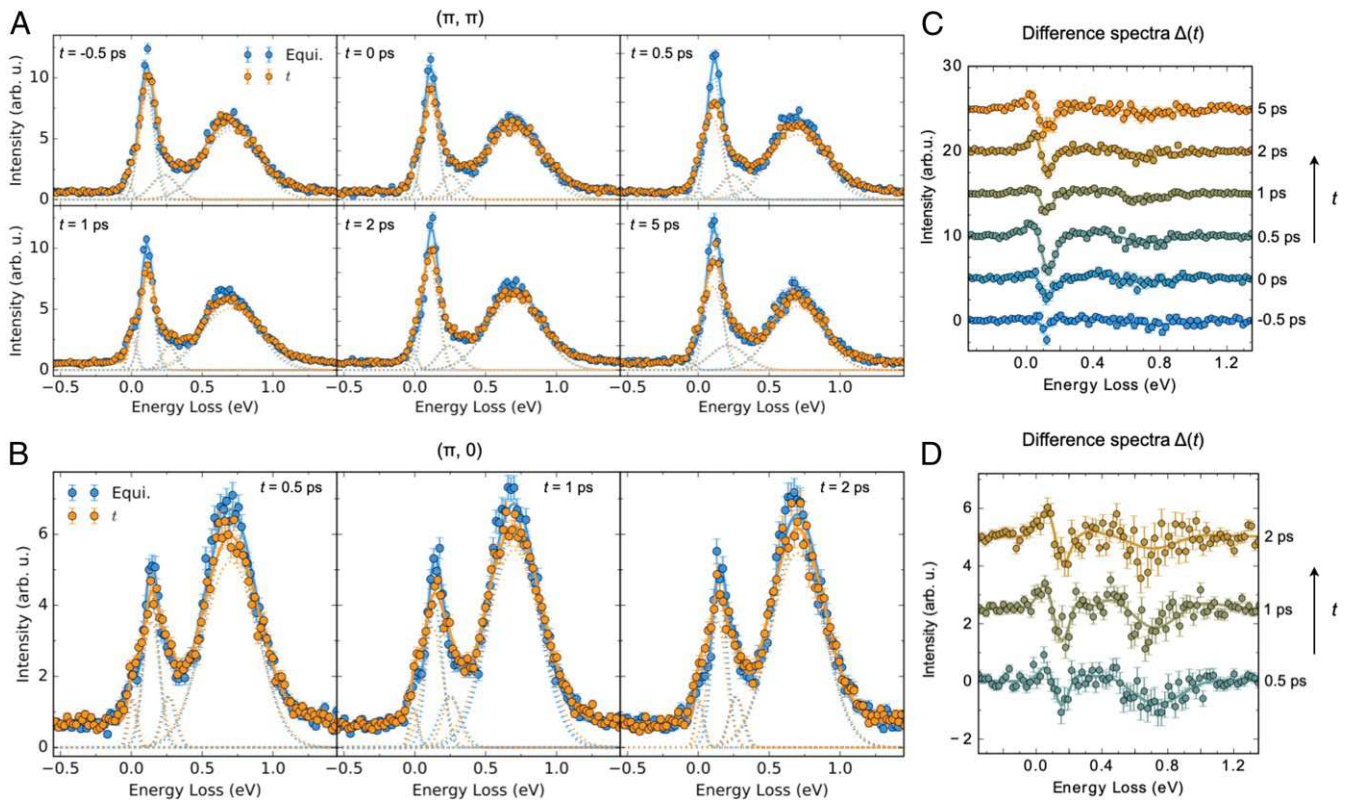 A
(π, π)
t = -0.5 ps
Equi.
t
t = 0 ps
t = 0.5 ps
Intensity (arb. u.)
10
5
0
t = 1 ps
t = 2 ps
t = 5 ps
Intensity (arb. u.)
10
5
0
−0.5 0.0 0.5 1.0
−0.5 0.0 0.5 1.0
−0.5 0.0 0.5 1.0
Energy Loss (eV)
Energy Loss (eV)
Energy Loss (eV)
B
(π, 0)
Equi.
t
t = 0.5 ps
t = 1 ps
t = 2 ps
Intensity (arb. u.)
6
4
2
0
−0.5 0.0 0.5 1.0
−0.5 0.0 0.5 1.0
−0.5 0.0 0.5 1.0
Energy Loss (eV)
Energy Loss (eV)
Energy Loss (eV)
C
Difference spectra Δ(t)
Intensity (arb.u.)
30
20
10
0
5 ps
2 ps
1 ps
0.5 ps
0 ps
-0.5 ps
t
0.0 0.4 0.8 1.2
Energy Loss (eV)
D
Difference spectra Δ(t)
Intensity (arb. u.)
6
4
2
0
−2
2 ps
1 ps
0.5 ps
t
0.0 0.4 0.8 1.2
Energy Loss (eV)